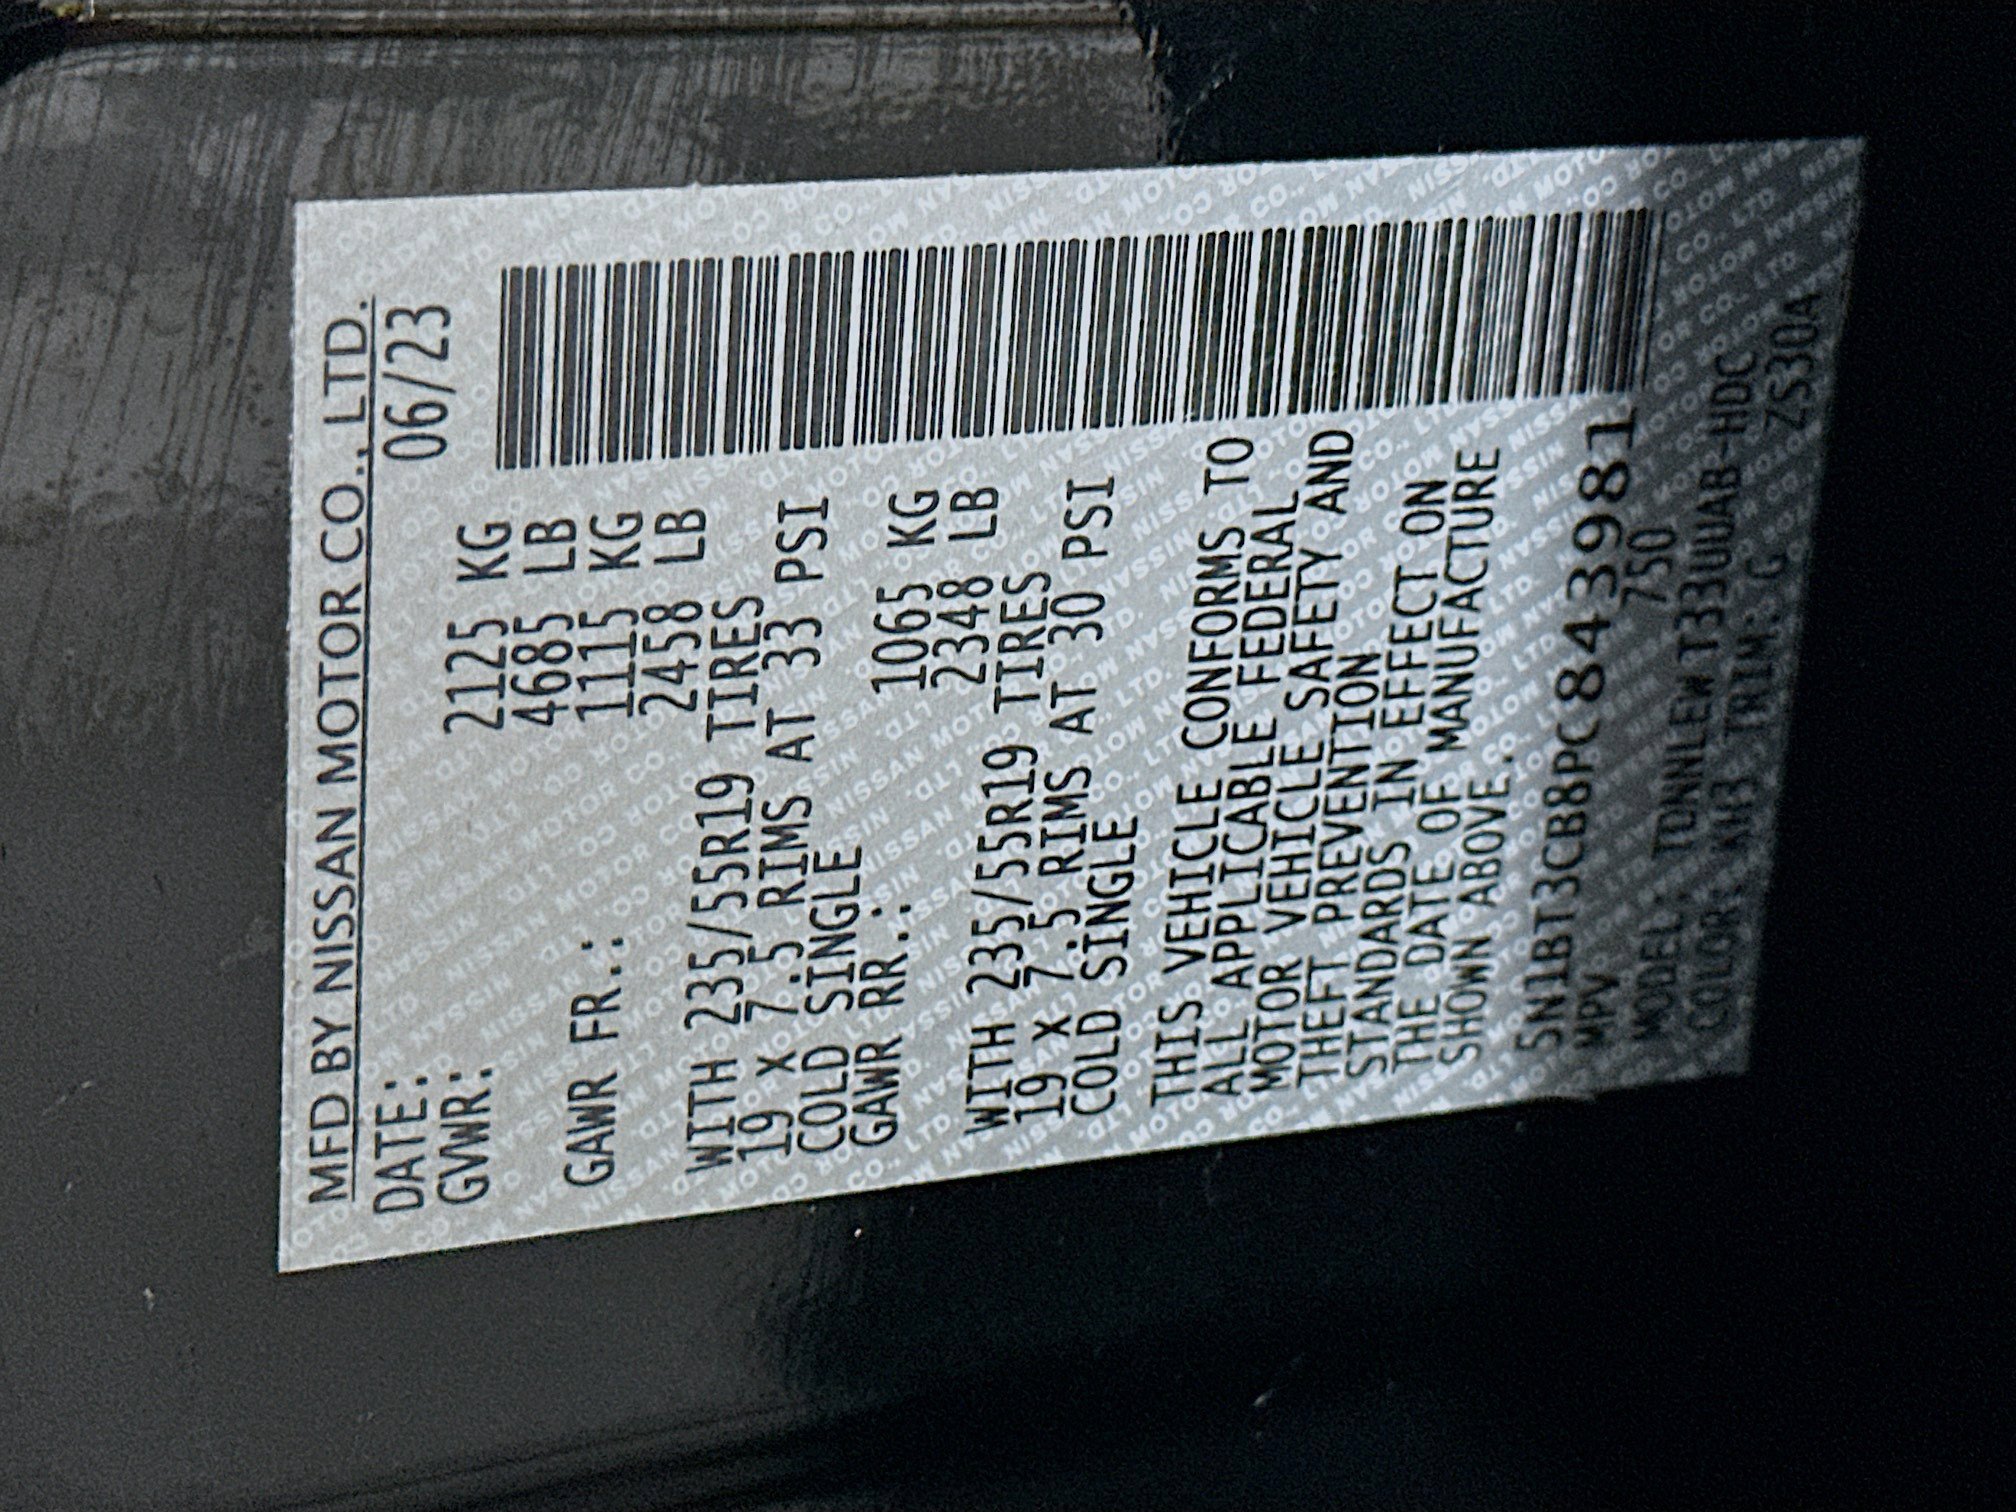 MFD BY NISSAN MOTOR CO., LTD.
DATE: 06/23
GVWR: 2125 KG
4685 LB
GAWR FR.: 1115 KG
2458 LB
WITH 235/55R19 TIRES
19 x 7.5 RIMS AT 33 PSI
COLD SINGLE
GAWR RR.: 1065 KG
2348 LB
WITH 235/55R19 TIRES
19 x 7.5 RIMS AT 30 PSI
COLD SINGLE
THIS VEHICLE CONFORMS TO
ALL APPLICABLE FEDERAL
MOTOR VEHICLE SAFETY AND
THEFT PREVENTION
STANDARDS IN EFFECT ON
THE DATE OF MANUFACTURE
SHOWN ABOVE.
5N1BT3CB8PC843981
MPV 750
MODEL: TDNNLEWT33UUAB-HDC
COLOR: KH3 TRIM: G ZS30A